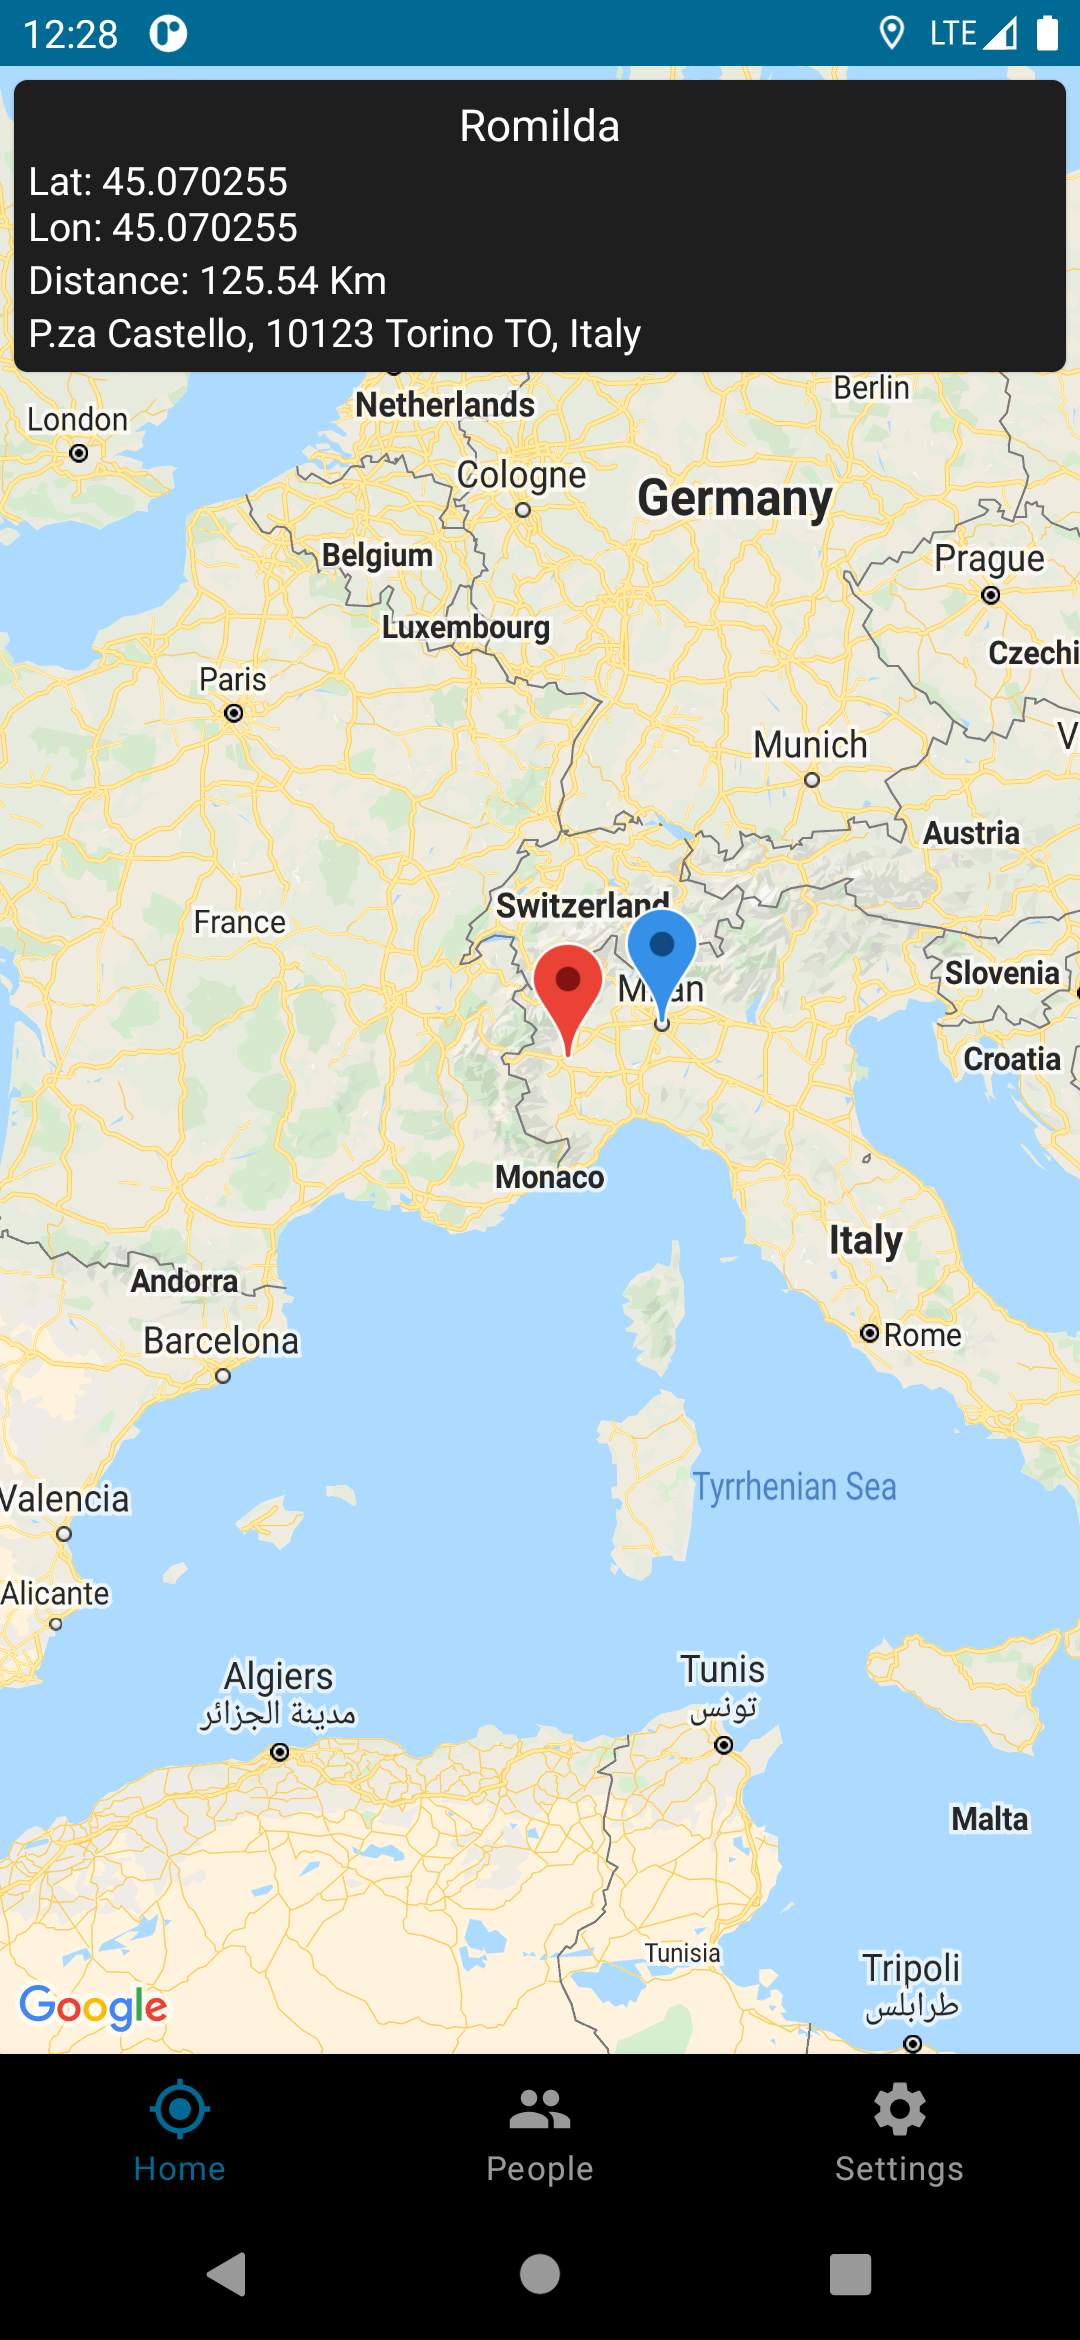 12:28
LTE
Romilda
Lat: 45.070255
Lon: 45.070255
Distance: 125.54 Km
P.za Castello, 10123 Torino TO, Italy
Berlin
Netherlands
London
Cologne
Germany
Belgium
Prague
Luxembourg
Czechi
Paris
V
Munich
Austria
Switzerland
France
Slovenia
Milan
Croatia
Monaco
Italy
Andorra
Rome
Barcelona
Tyrrhenian Sea
Valencia
Alicante
Algiers
مدينة الجزائر
Tunis
تونس
Malta
Tunisia
Tripoli
طرابلس
Google
Home
People
Settings